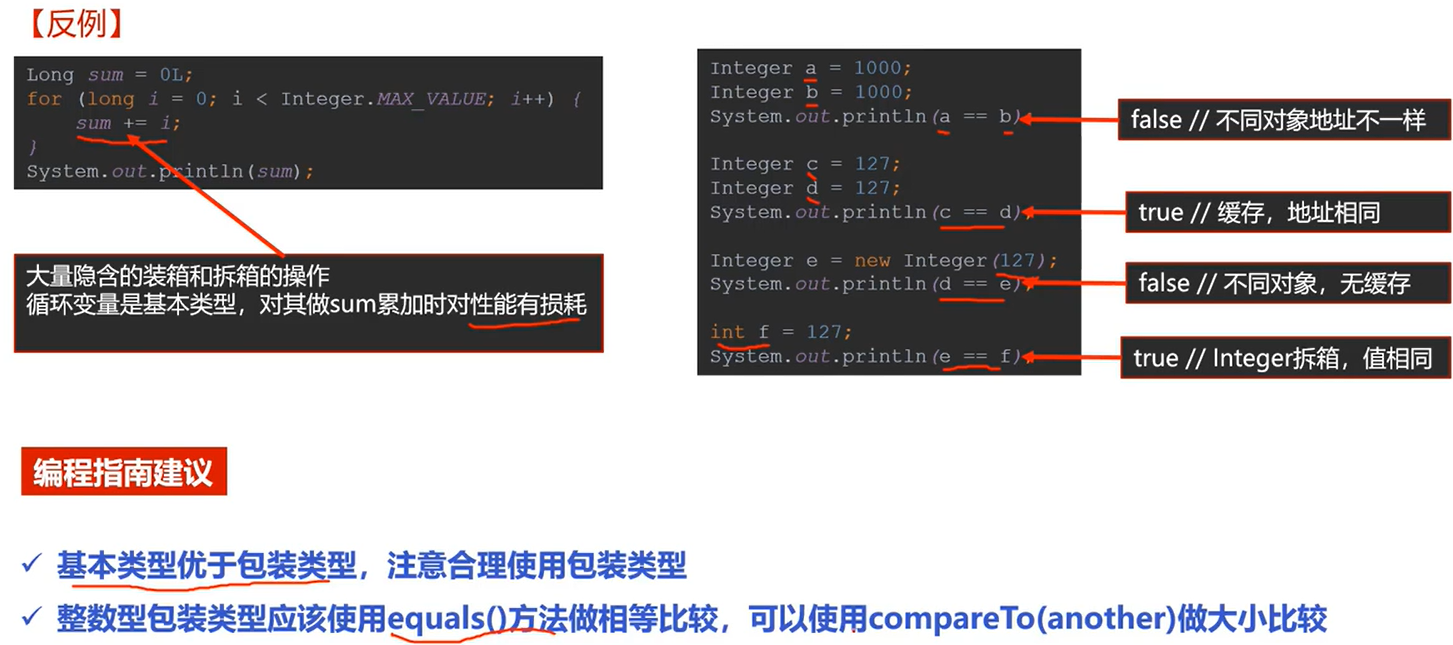 【反例】
Long sum = 0L;
for (long i = 0; i < Integer.MAX_VALUE; i++) {
sum += i;
}
System.out.println(sum);
大量隐含的装箱和拆箱的操作
循环变量是基本类型，对其做sum累加时对性能有损耗
Integer a = 1000;
Integer b = 1000;
System.out.println(a == b)
false // 不同对象地址不一样
Integer c = 127;
Integer d = 127;
System.out.println(c == d);
true // 缓存，地址相同
Integer e = new Integer(127);
System.out.println(d == e);
false // 不同对象，无缓存
int f = 127;
System.out.println(e == f);
true // Integer拆箱，值相同
编程指南建议
✓ 基本类型优于包装类型，注意合理使用包装类型
✓ 整数型包装类型应该使用equals()方法做相等比较，可以使用compareTo(another)做大小比较